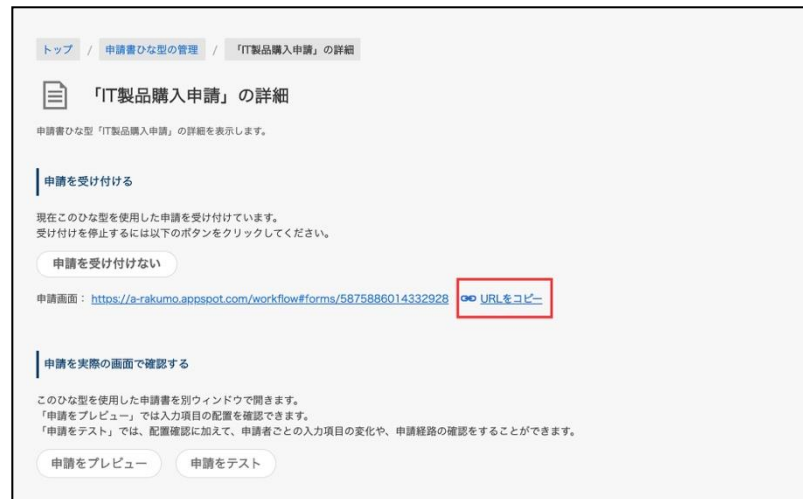 トップ / 申請書ひな型の管理 / 「IT製品購入申請」の詳細
「IT製品購入申請」の詳細
申請書ひな型「IT製品購入申請」の詳細を表示します。
申請を受け付ける
現在このひな型を使用した申請を受け付けています。
受け付けを停止するには以下のボタンをクリックしてください。
申請を受け付けない
申請画面： https://a-rakumo.appspot.com/workflow#forms/5875886014332928 URLをコピー
申請を実際の画面で確認する
このひな型を使用した申請書を別ウィンドウで開きます。
「申請をプレビュー」では入力項目の配置を確認できます。
「申請をテスト」では、配置確認に加えて、申請者ごとの入力項目の変化や、申請経路の確認をすることができます。
申請をプレビュー 申請をテスト